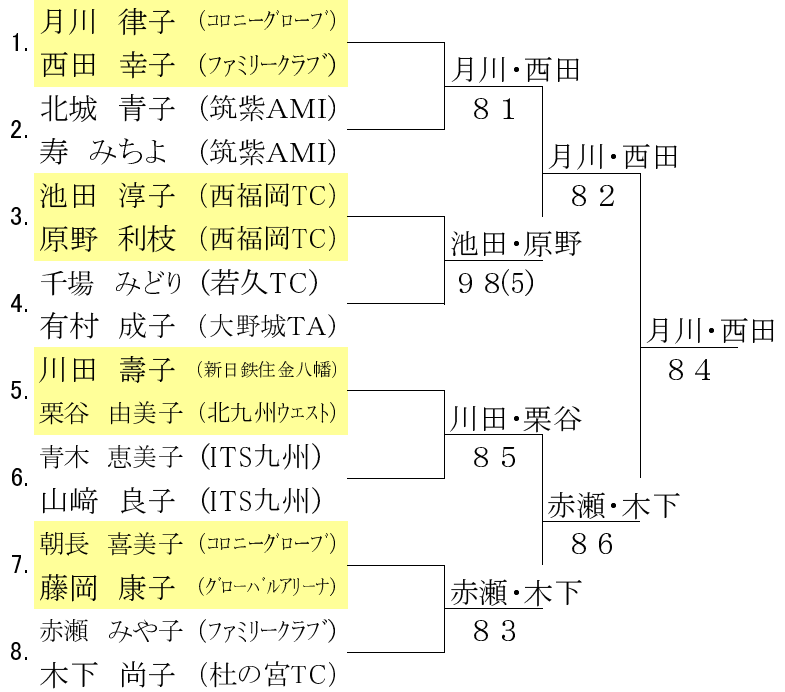 1.
月川 律子 (ｺﾛﾆｰｸﾞﾛｰﾌﾞ)
西田 幸子 (ファミリークラブ)
2.
北城 青子 (筑紫AMI)
寿 みちよ (筑紫AMI)
3.
池田 淳子 (西福岡TC)
原野 利枝 (西福岡TC)
4.
千場 みどり (若久TC)
有村 成子 (大野城TA)
5.
川田 壽子 (新日鉄住金八幡)
栗谷 由美子 (北九州ｳｴｽﾄ)
6.
青木 恵美子 (ITS九州)
山﨑 良子 (ITS九州)
7.
朝長 喜美子 (ｺﾛﾆｰｸﾞﾛｰﾌﾞ)
藤岡 康子 (ｸﾞﾛｰﾊﾞﾙアリーナ)
8.
赤瀬 みや子 (ファミリークラブ)
木下 尚子 (杜の宮TC)
月川・西田
８１
池田・原野
９８(5)
川田・栗谷
８５
赤瀬・木下
８３
月川・西田
８２
赤瀬・木下
８６
月川・西田
８４